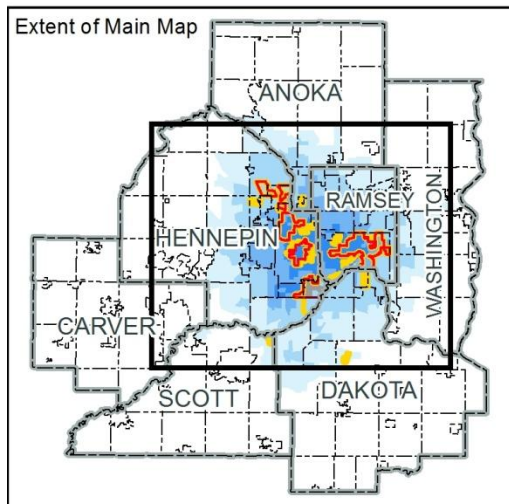 Extent of Main Map
ANOKA
RAMSEY
WASHINGTON
HENNEPIN
CARVER
SCOTT
DAKOTA